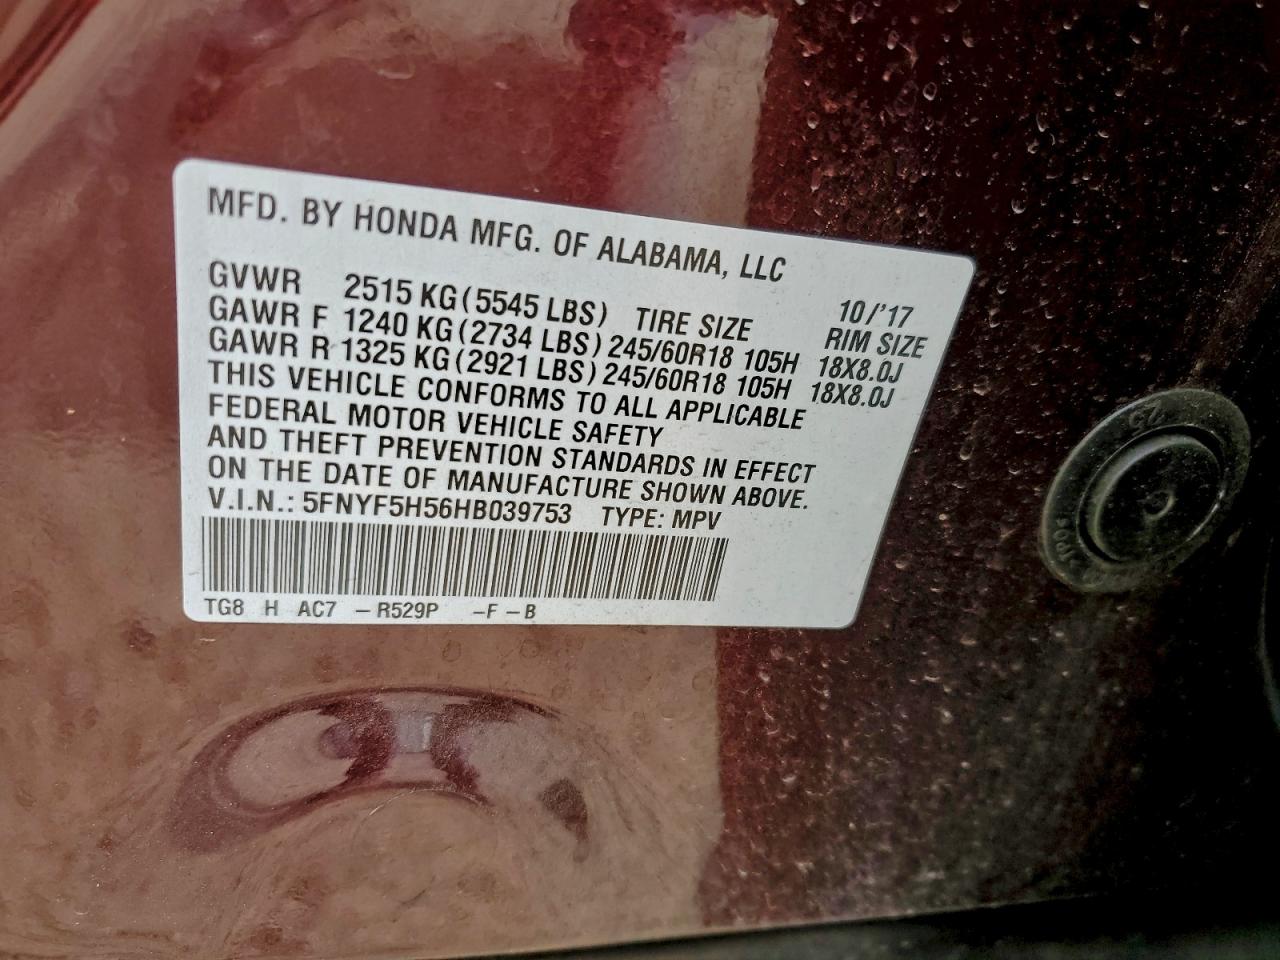 MFD. BY HONDA MFG. OF ALABAMA, LLC
10/'17
GVWR 2515 KG (5545 LBS) TIRE SIZE RIM SIZE
GAWR F 1240 KG (2734 LBS) 245/60R18 105H 18X8.0J
GAWR R 1325 KG (2921 LBS) 245/60R18 105H 18X8.0J
THIS VEHICLE CONFORMS TO ALL APPLICABLE
FEDERAL MOTOR VEHICLE SAFETY
AND THEFT PREVENTION STANDARDS IN EFFECT
ON THE DATE OF MANUFACTURE SHOWN ABOVE.
V.I.N.: 5FNYF5H56HB039753 TYPE: MPV
TG8 H AC7 – R529P – F – B